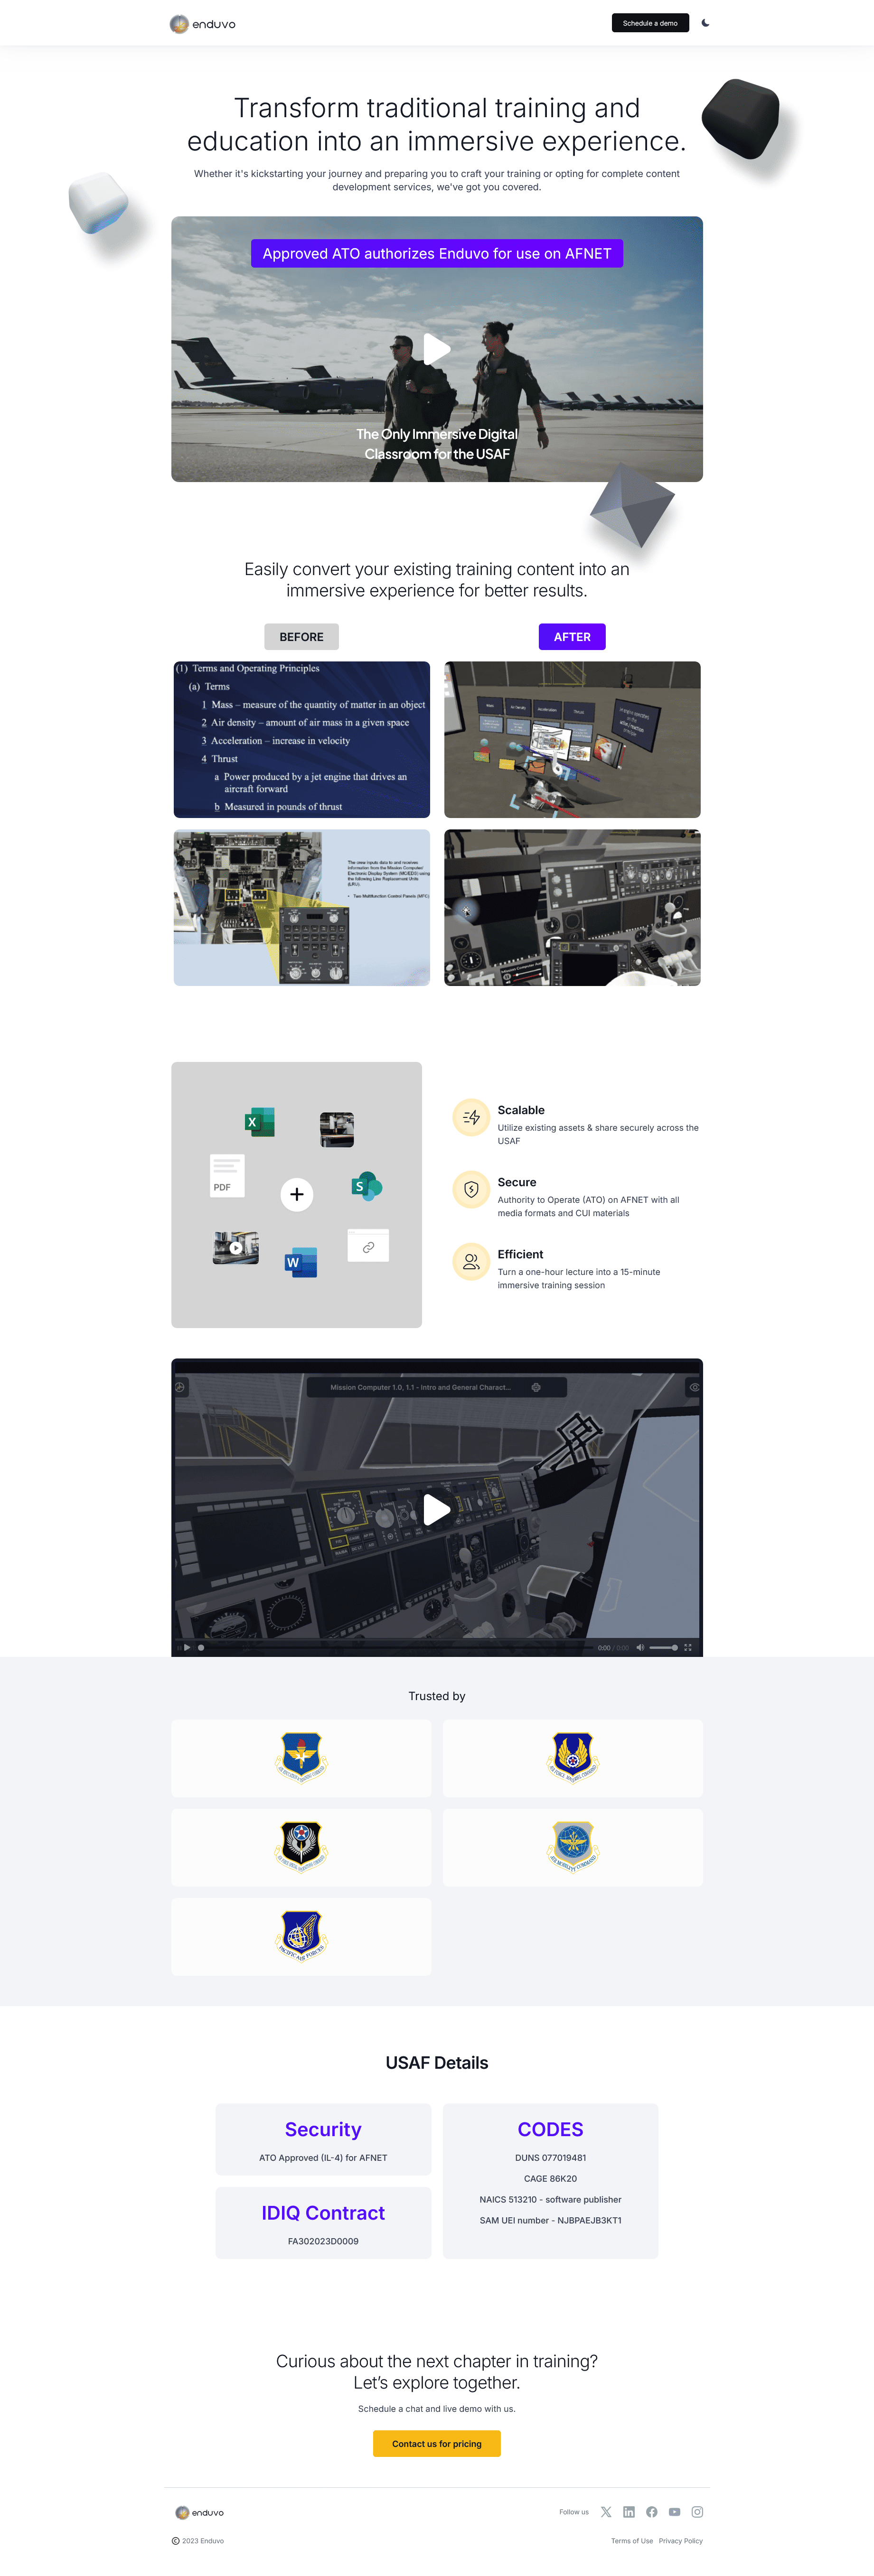 enduvo
Schedule a demo
Transform traditional training and
education into an immersive experience.
Whether it's kickstarting your journey and preparing you to craft your training or opting for complete content
development services, we've got you covered.
Approved ATO authorizes Enduvo for use on AFNET
The Only Immersive Digital
Classroom for the USAF
Easily convert your existing training content into an
immersive experience for better results.
BEFORE
AFTER
(1) Terms and Operating Principles
(a) Terms
1 Mass – measure of the quantity of matter in an object
2 Air density – amount of air mass in a given space
3 Acceleration – increase in velocity
4 Thrust
a Power produced by a jet engine that drives an
aircraft forward
b Measured in pounds of thrust
X
PDF
S
W
Scalable
Utilize existing assets & share securely across the
USAF
Secure
Authority to Operate (ATO) on AFNET with all
media formats and CUI materials
Efficient
Turn a one-hour lecture into a 15-minute
immersive training session
Mission Computer 1.0, 1.1 - Intro and General Charact...
0:00 / 0:00
Trusted by
AIR MOBILITY COMMAND
PACIFIC AIR FORCES
USAF Details
Security
ATO Approved (IL-4) for AFNET
IDIQ Contract
FA302023D0009
CODES
DUNS 077019481
CAGE 86K20
NAICS 513210 - software publisher
SAM UEI number - NJBPAEJB3KT1
Curious about the next chapter in training?
Let’s explore together.
Schedule a chat and live demo with us.
Contact us for pricing
enduvo
Follow us
© 2023 Enduvo
Terms of Use Privacy Policy